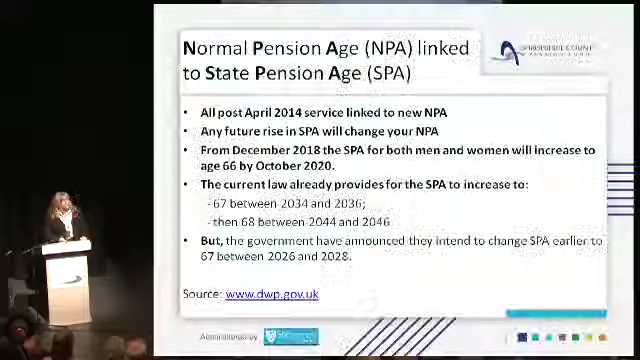 Normal Pension Age (NPA) linked
to State Pension Age (SPA)
• All post April 2014 service linked to new NPA
• Any future rise in SPA will change your NPA
• From December 2018 the SPA for both men and women will increase to
age 66 by October 2020.
• The current law already provides for the SPA to increase to:
- 67 between 2034 and 2036;
- then 68 between 2044 and 2046.
• But, the government have announced they intend to change SPA earlier to
67 between 2026 and 2028.
Source: www.dwp.gov.uk
Administered by